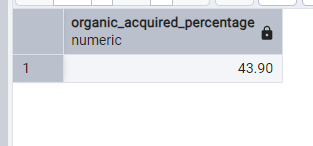 organic_acquired_percentage
numeric
1
43.90